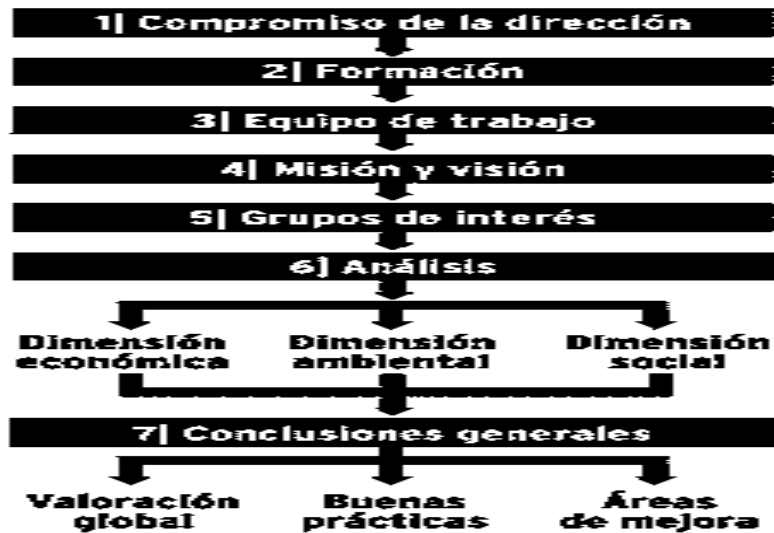 1| Compromiso de la dirección
2| Formación
3| Equipo de trabajo
4| Misión y visión
5| Grupos de interés
6| Análisis
Dimensión económica
Dimensión ambiental
Dimensión social
7| Conclusiones generales
Valoración global
Buenas prácticas
Áreas de mejora